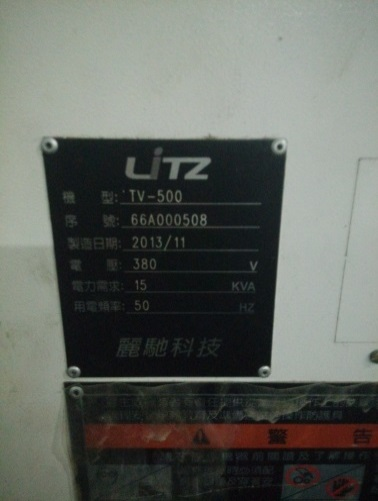 LiTZ
機 型: TV-500
序 號: 66A000508
製造日期: 2013/11
電 壓: 380 V
電力需求: 15 KVA
用電頻率: 50 HZ
麗馳科技
警 告